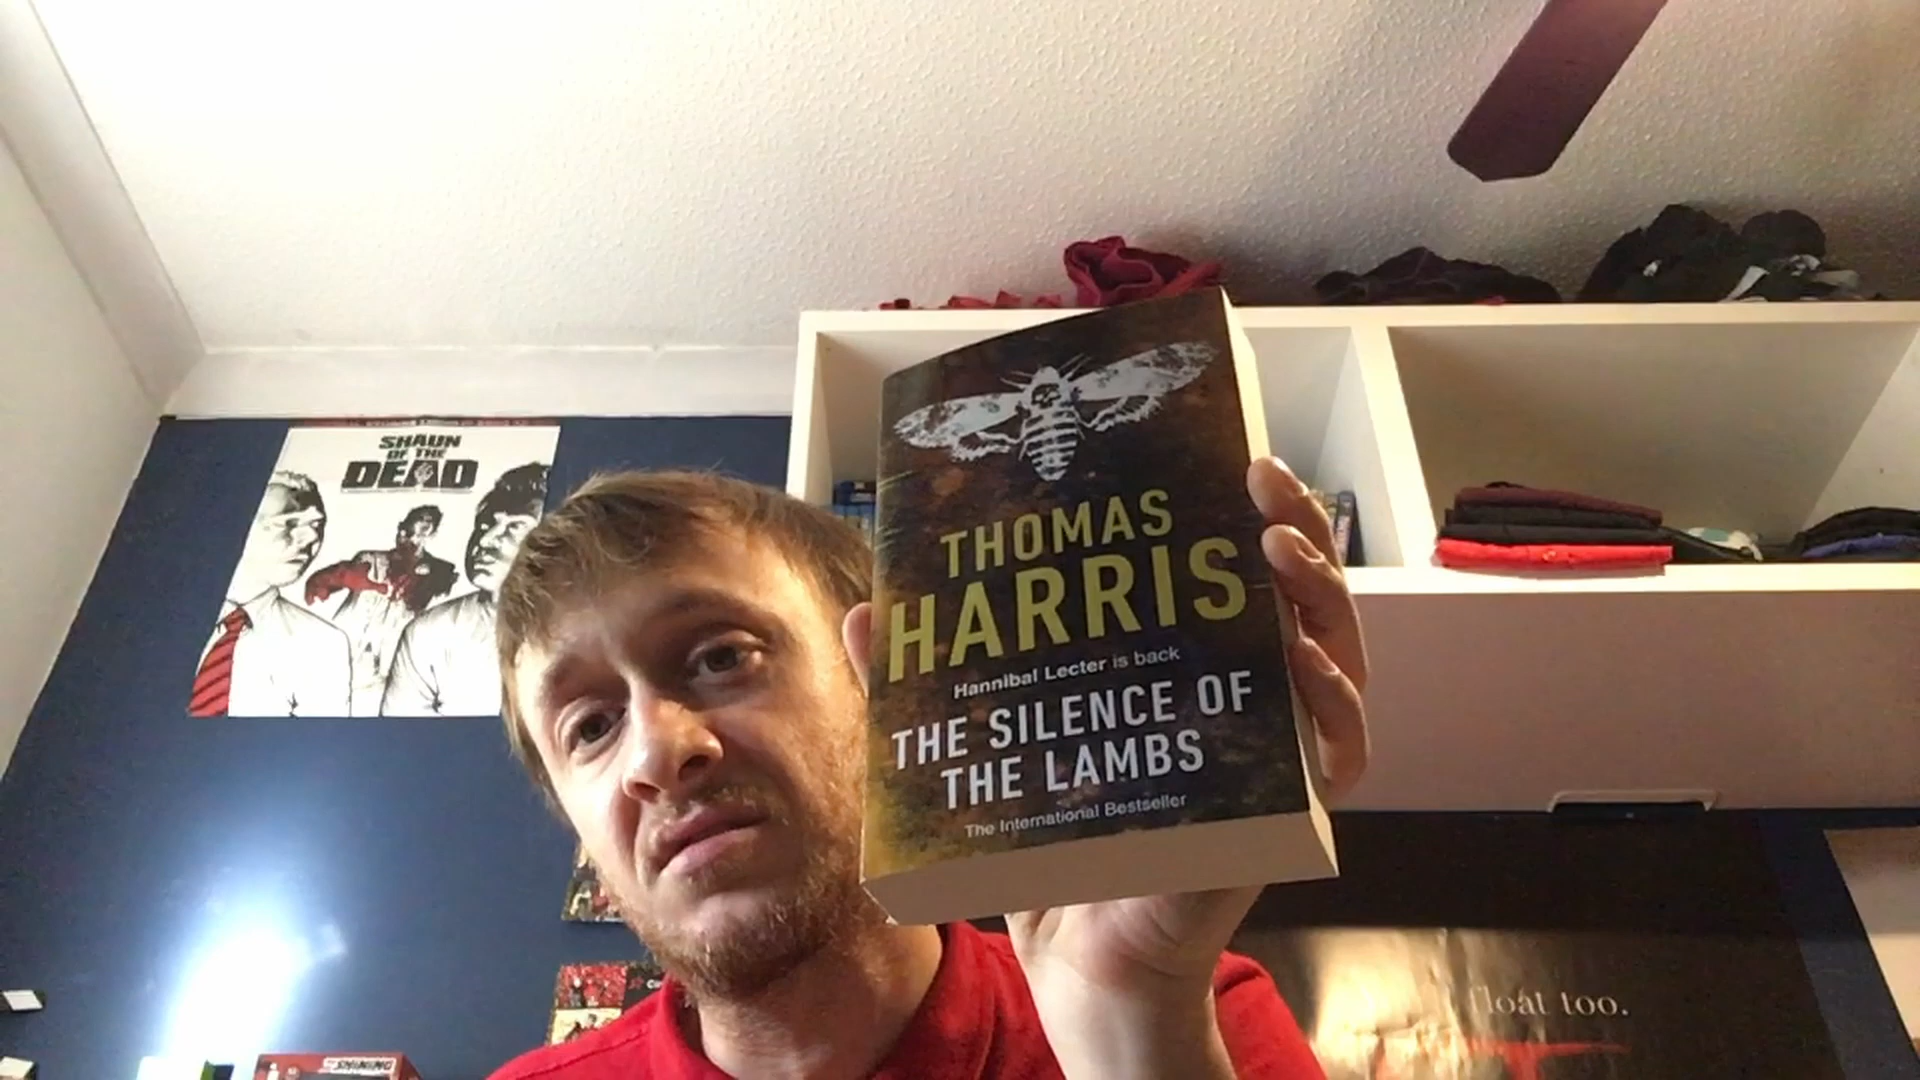 SHAUN
OF THE
DEAD
THOMAS
HARRIS
Hannibal Lecter is back
THE SILENCE OF
THE LAMBS
The International Bestseller
float too.
SHINING